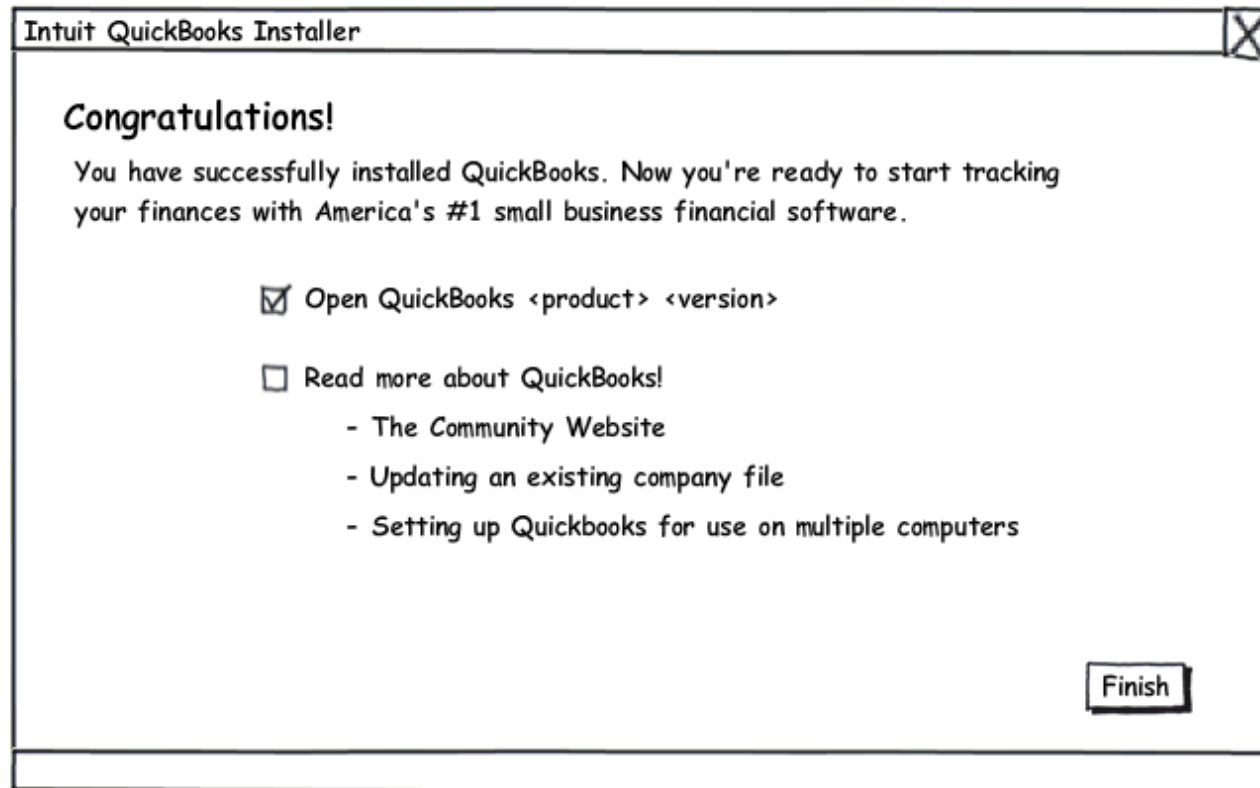 Intuit QuickBooks Installer
Congratulations!
You have successfully installed QuickBooks. Now you're ready to start tracking
your finances with America's #1 small business financial software.
Open QuickBooks <product> <version>
Read more about QuickBooks!
- The Community Website
- Updating an existing company file
- Setting up Quickbooks for use on multiple computers
Finish